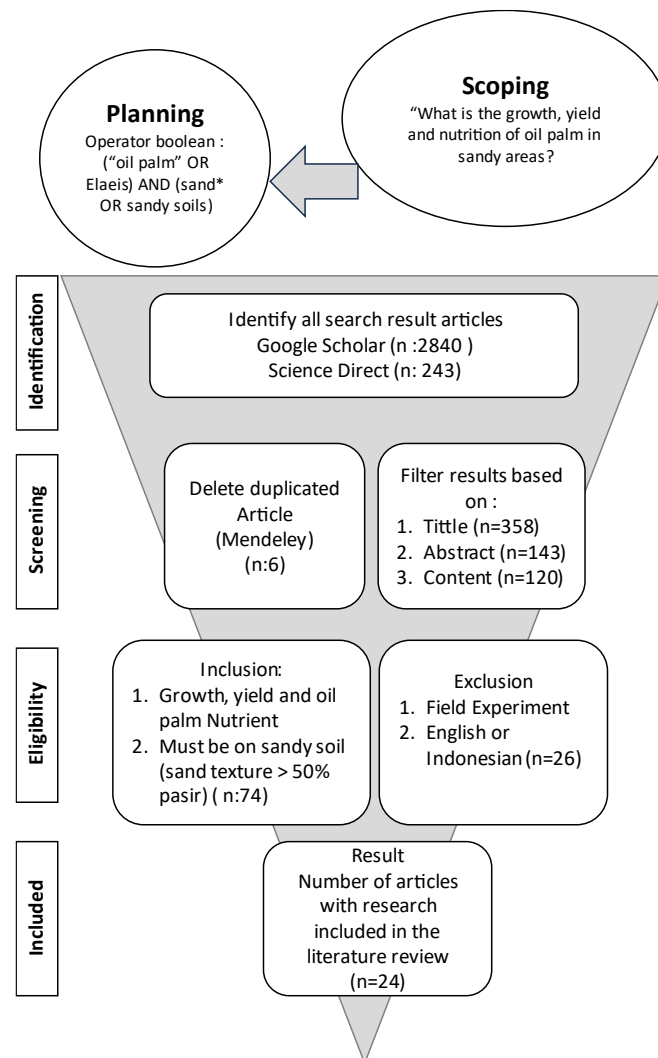 Planning
Operator boolean :
("oil palm" OR
Elaeis) AND (sand*
OR sandy soils)
Scoping
"What is the growth, yield
and nutrition of oil palm in
sandy areas?
Identification
Identify all search result articles
Google Scholar (n :2840 )
Science Direct (n: 243)
Screening
Delete duplicated
Article
(Mendeley)
(n:6)
Filter results based
on :
1. Tittle (n=358)
2. Abstract (n=143)
3. Content (n=120)
Eligibility
Inclusion:
1. Growth, yield and oil
palm Nutrient
2. Must be on sandy soil
(sand texture > 50%
pasir) ( n:74)
Exclusion
1. Field Experiment
2. English or
Indonesian (n=26)
Included
Result
Number of articles
with research
included in the
literature review
(n=24)